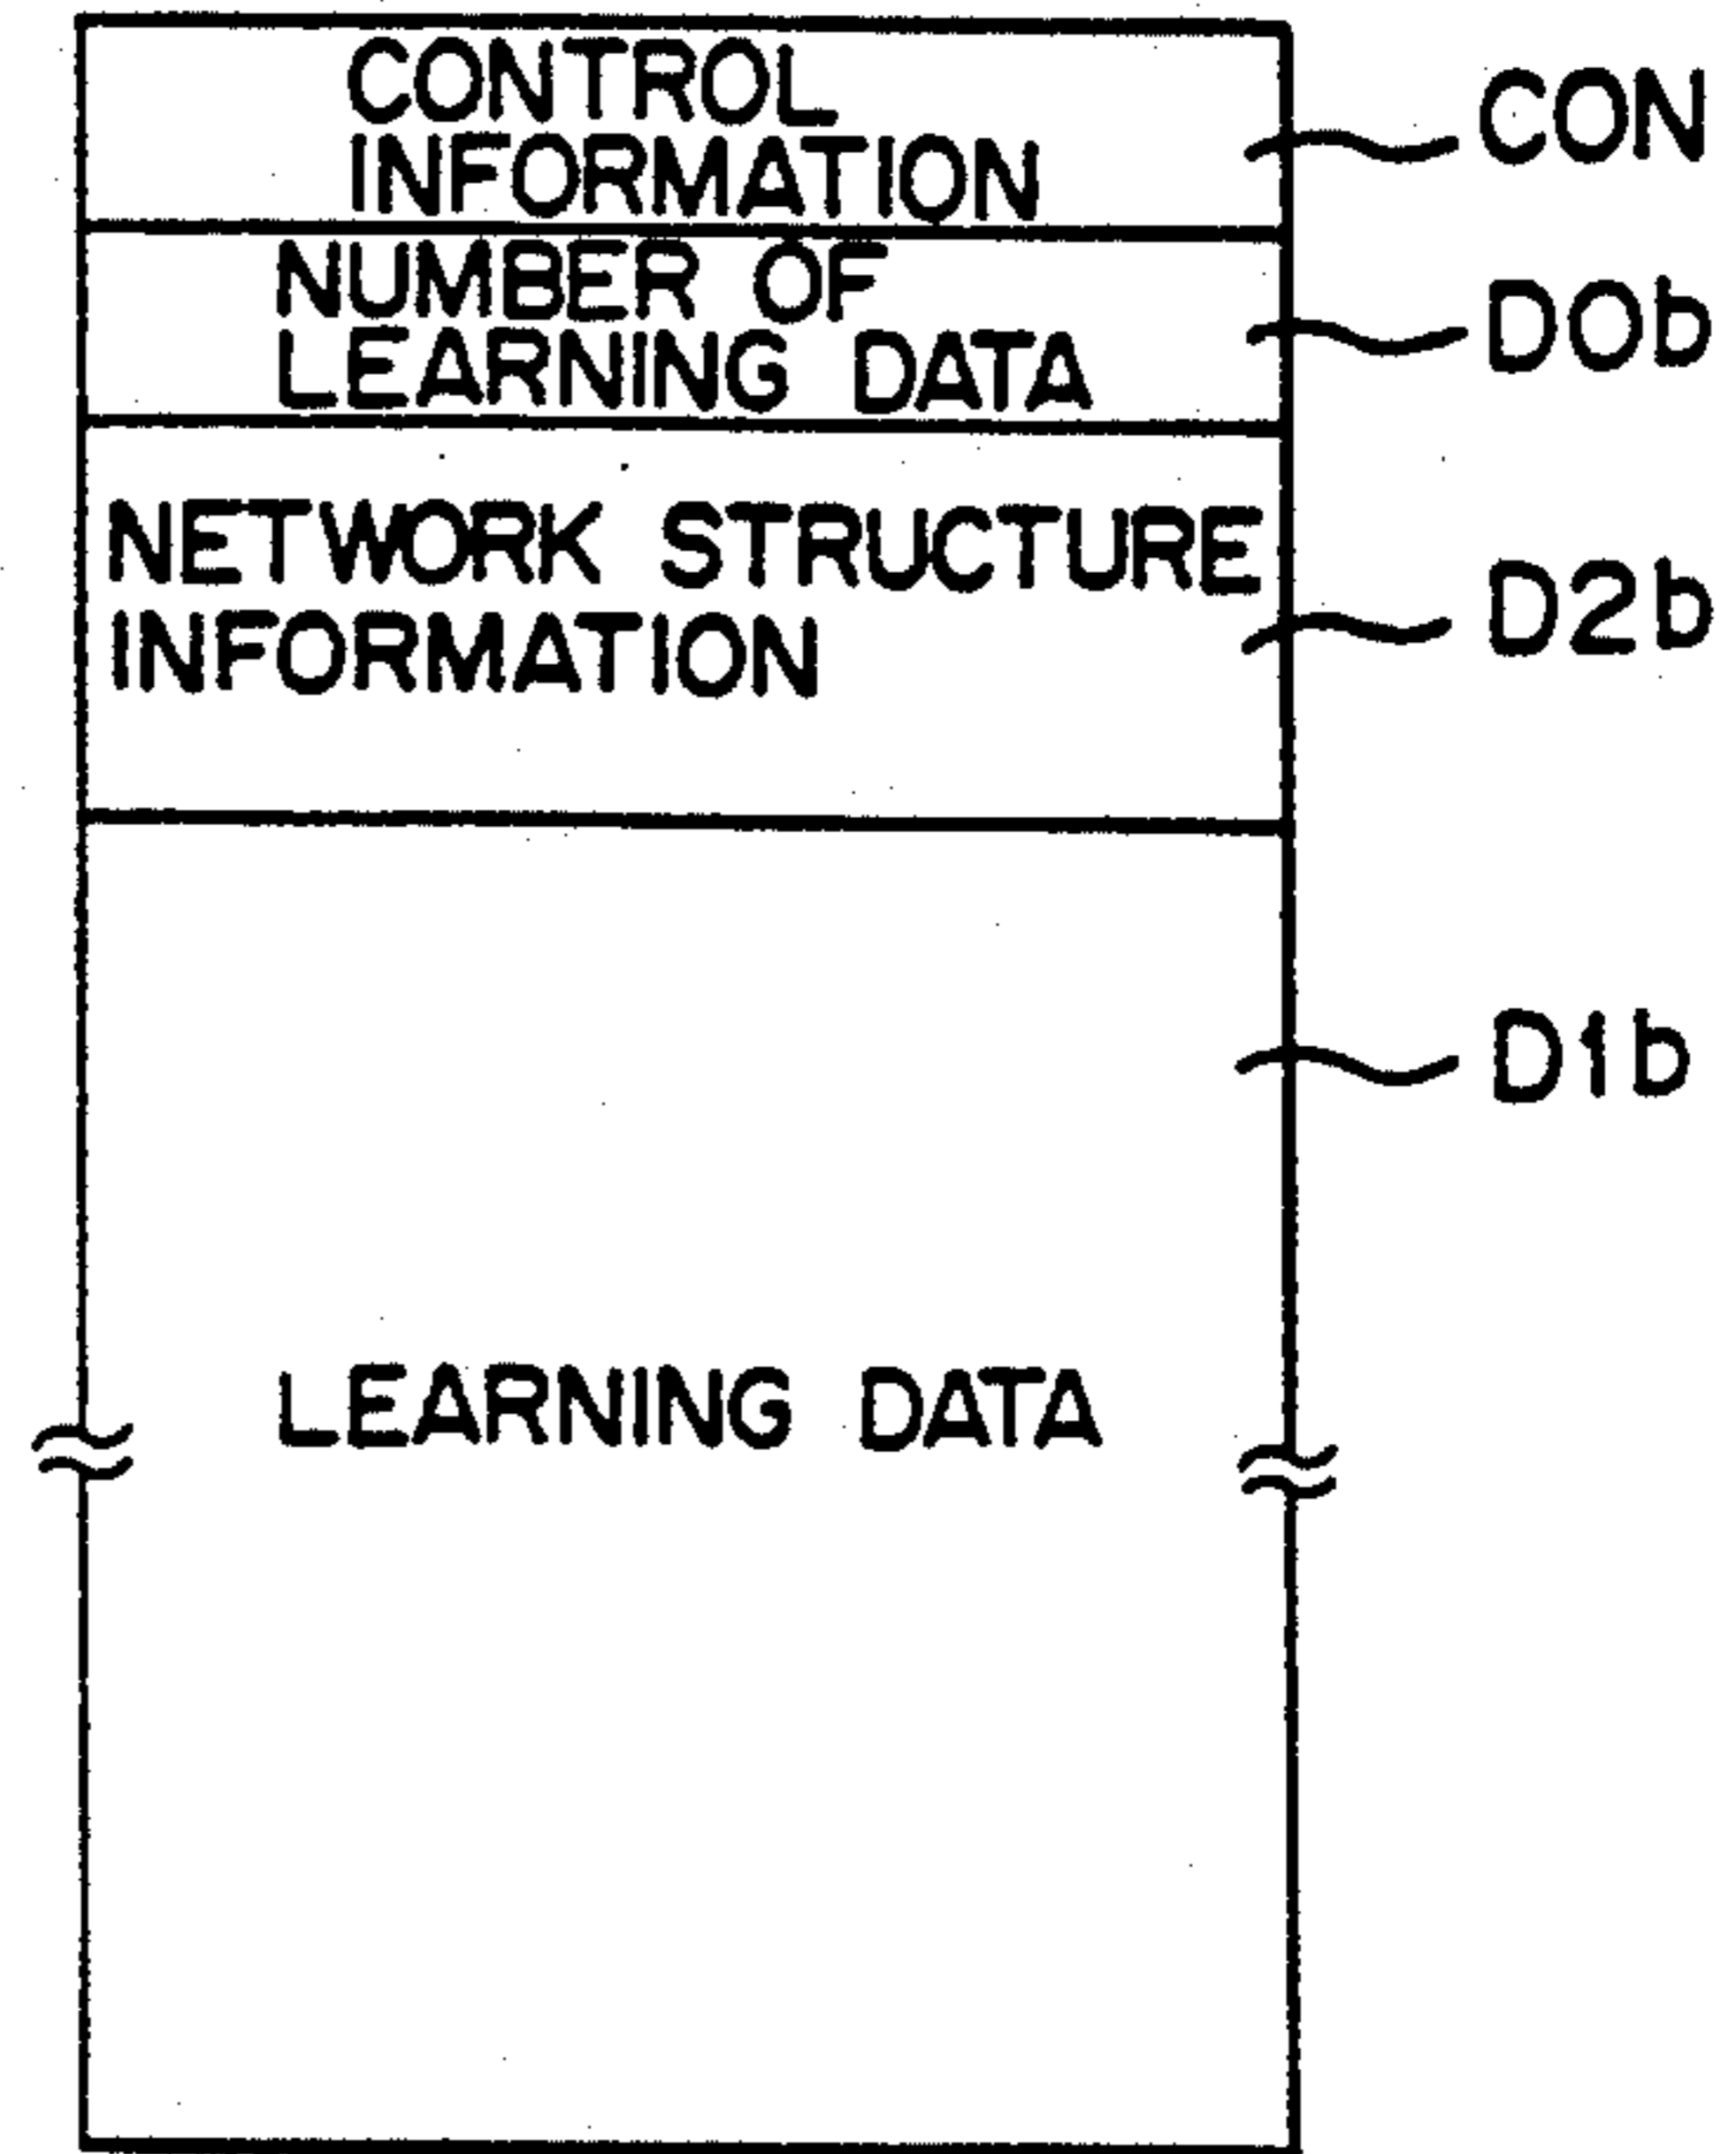 CONTROL
INFORMATION
CON
NUMBER OF
LEARNING DATA
D0b
NETWORK STRUCTURE
INFORMATION
D2b
D1b
LEARNING DATA